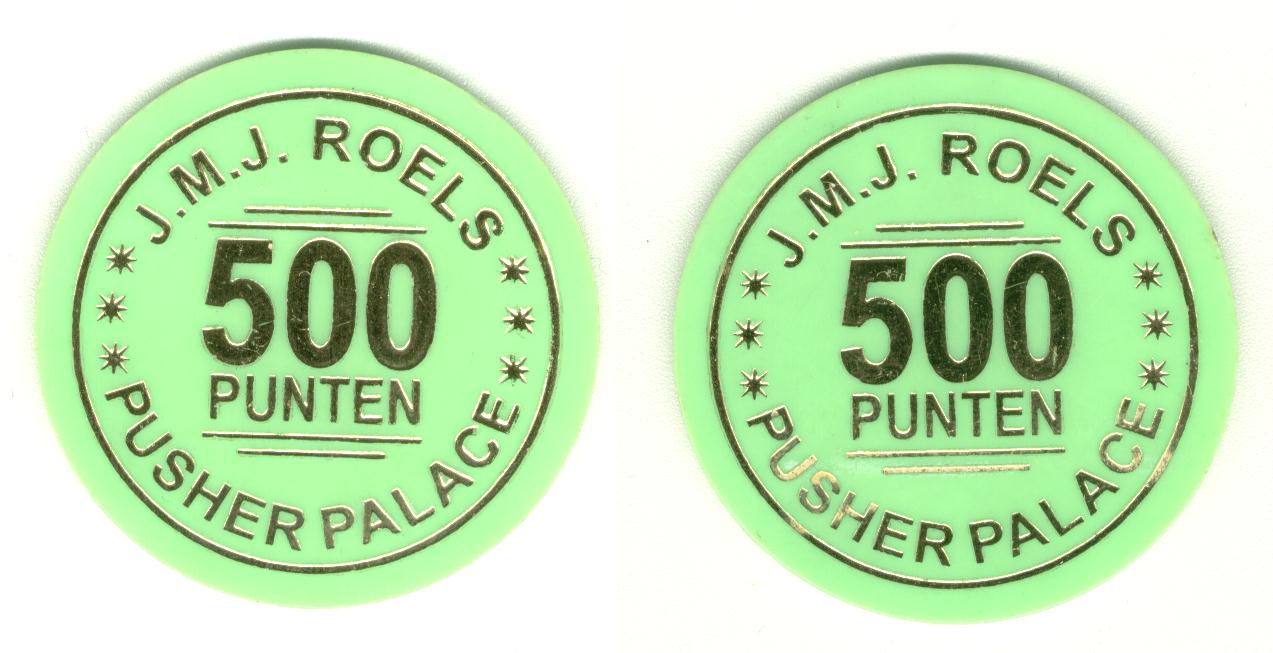 J.M.J. ROELS
500
PUNTEN
PUSHER PALACE
J.M.J. ROELS
500
PUNTEN
PUSHER PALACE